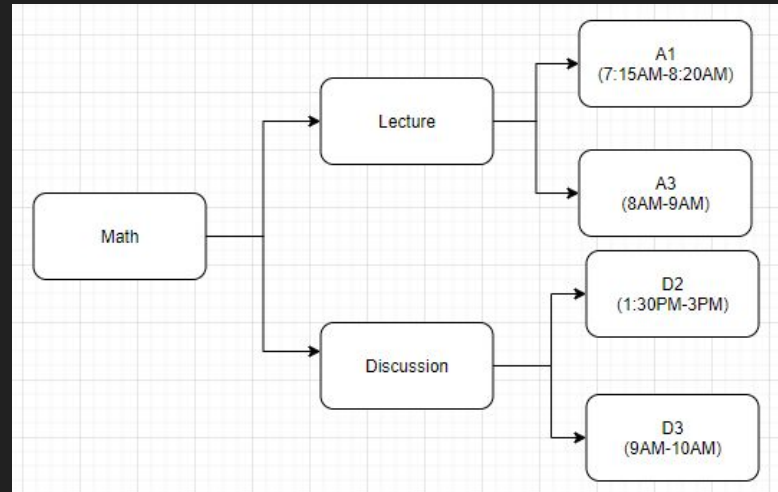 Math
Lecture
Discussion
A1
(7:15AM-8:20AM)
A3
(8AM-9AM)
D2
(1:30PM-3PM)
D3
(9AM-10AM)